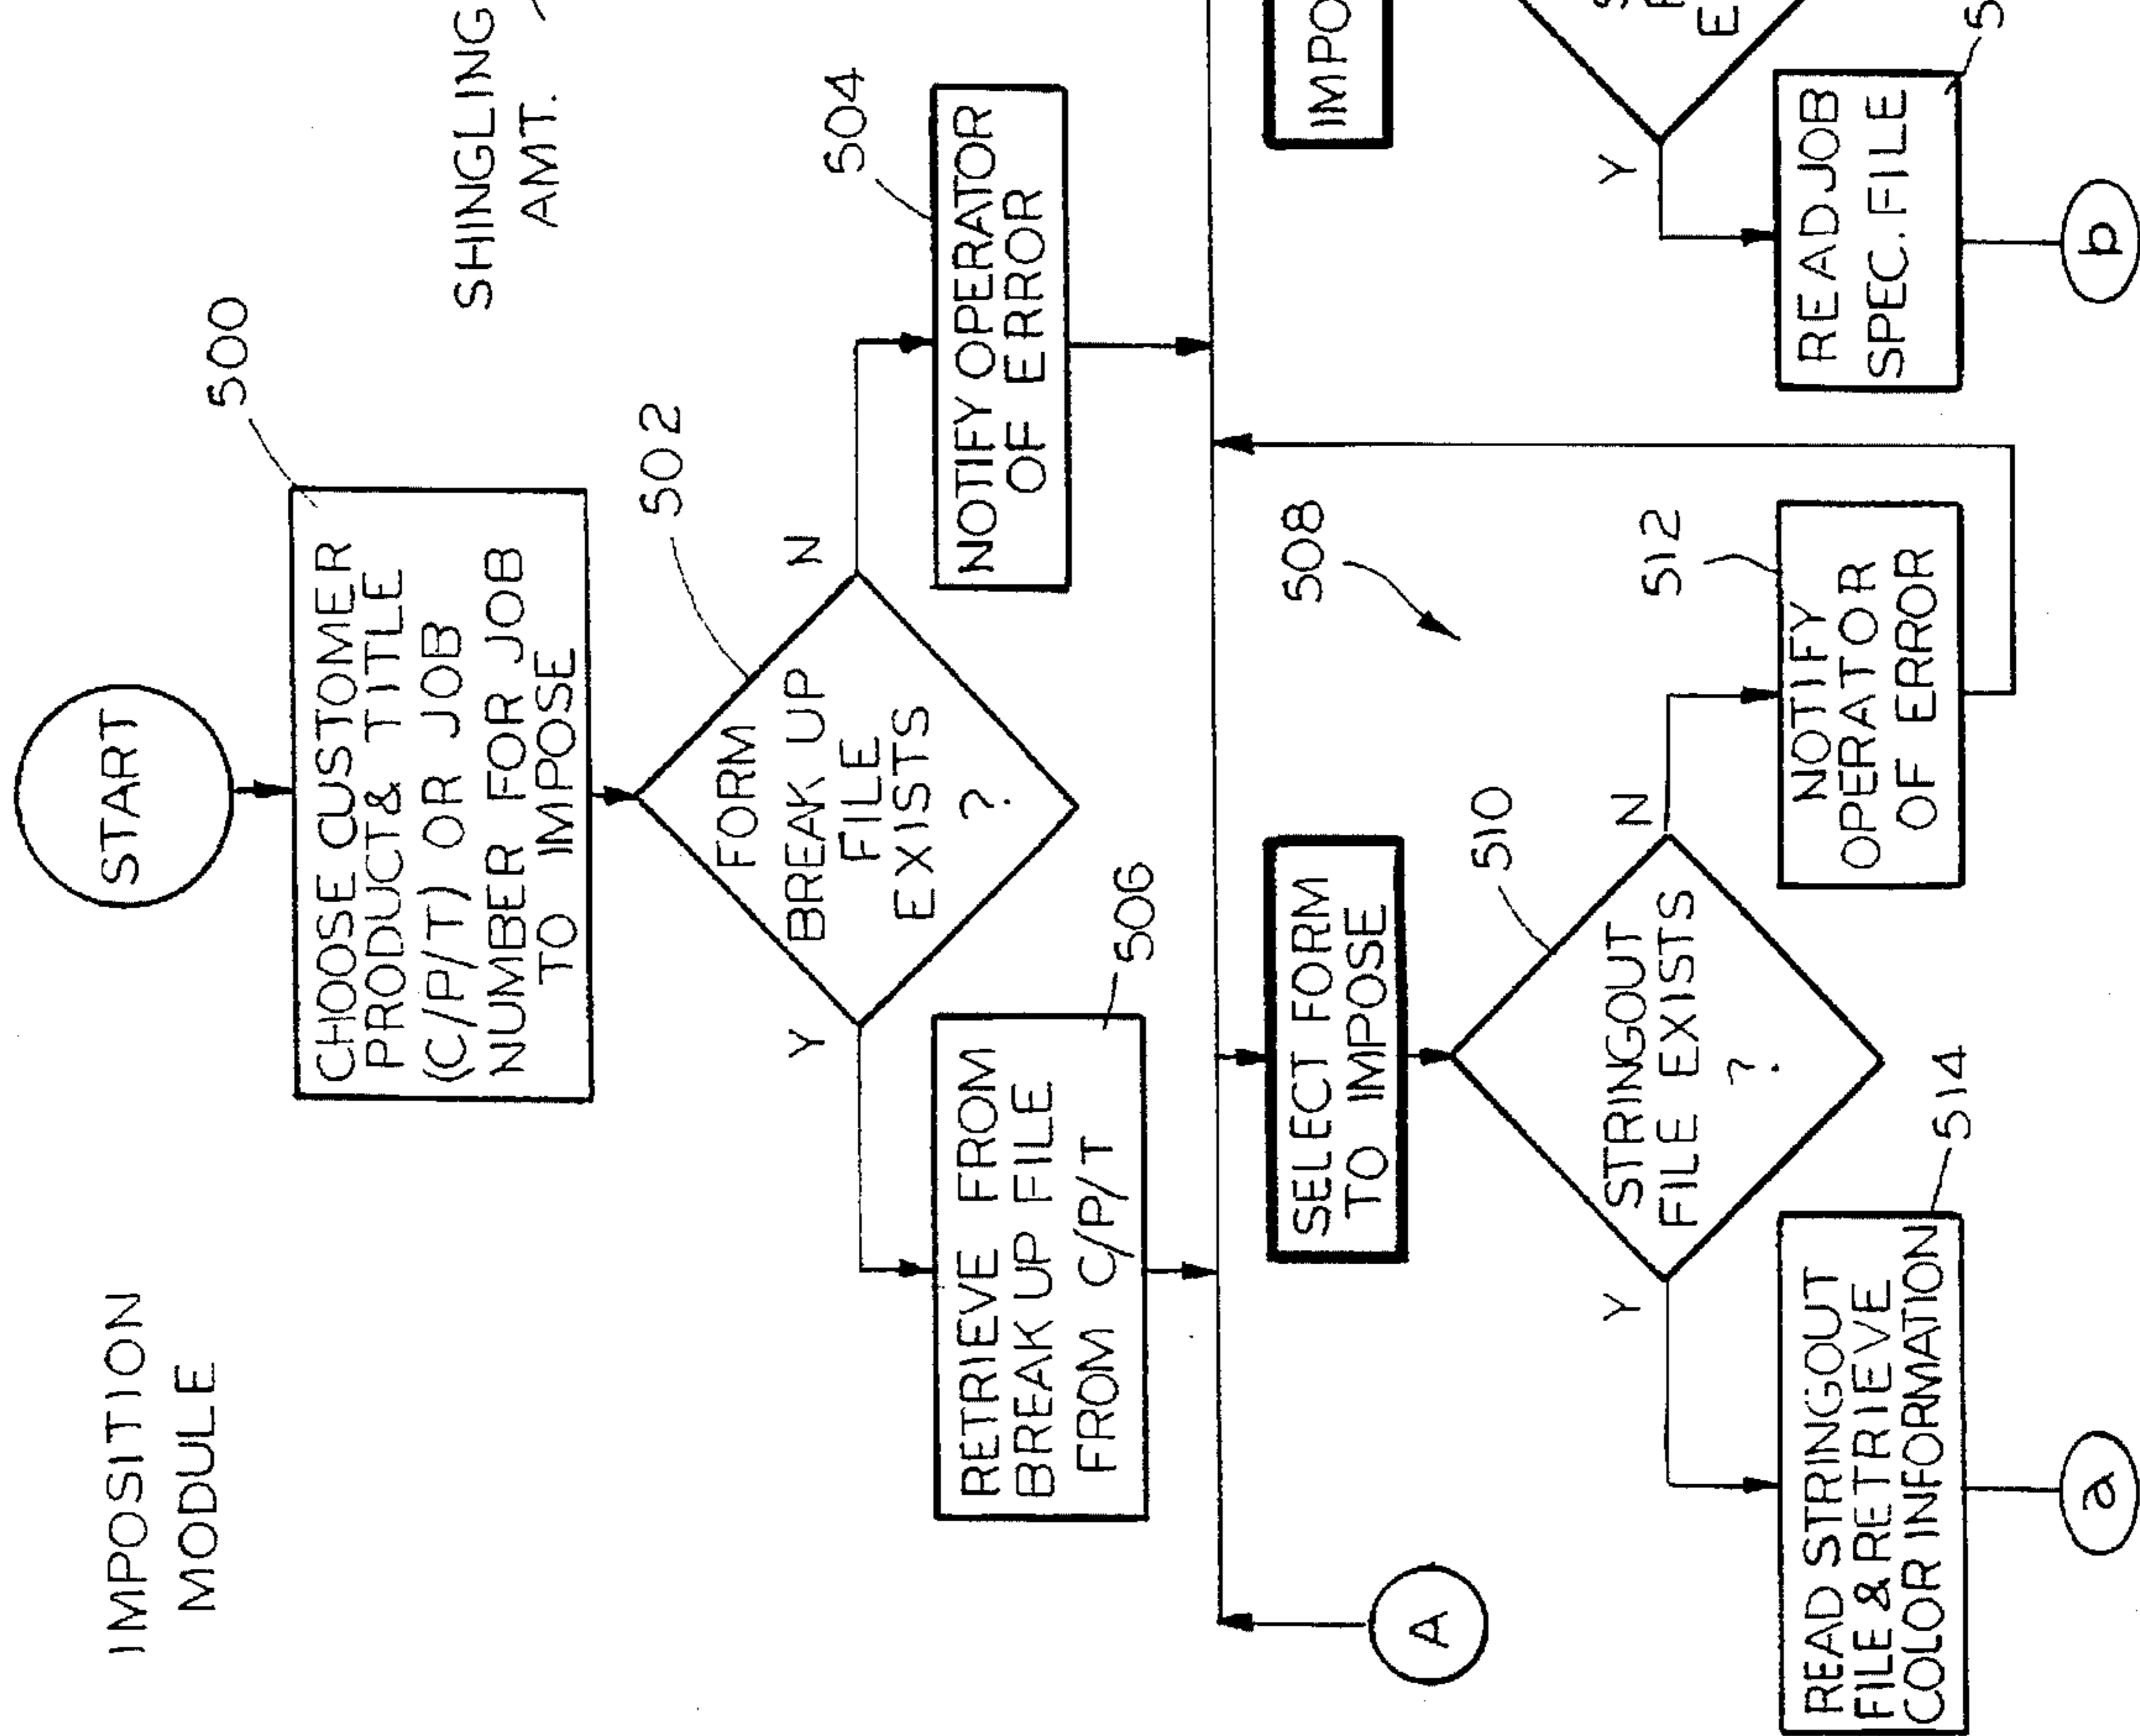 IMPOSITION
MODULE
START
CHOOSE CUSTOMER
PRODUCT & TITLE
(C/P/T) OR JOB
NUMBER FOR JOB
TO IMPOSE
500
FORM
BREAK UP
FILE
EXISTS
?
502
Y
N
RETRIEVE FROM
BREAK UP FILE
FROM C/P/T
506
NOTIFY OPERATOR
OF ERROR
504
SHINGLING
AMT.
A
SELECT FORM
TO IMPOSE
508
STRINGOUT
FILE EXISTS
?
510
Y
N
READ STRINGOUT
FILE & RETRIEVE
COLOR INFORMATION
514
a
NOTIFY
OPERATOR
OF ERROR
512
IMPO
Y
READ JOB
SPEC. FILE
b